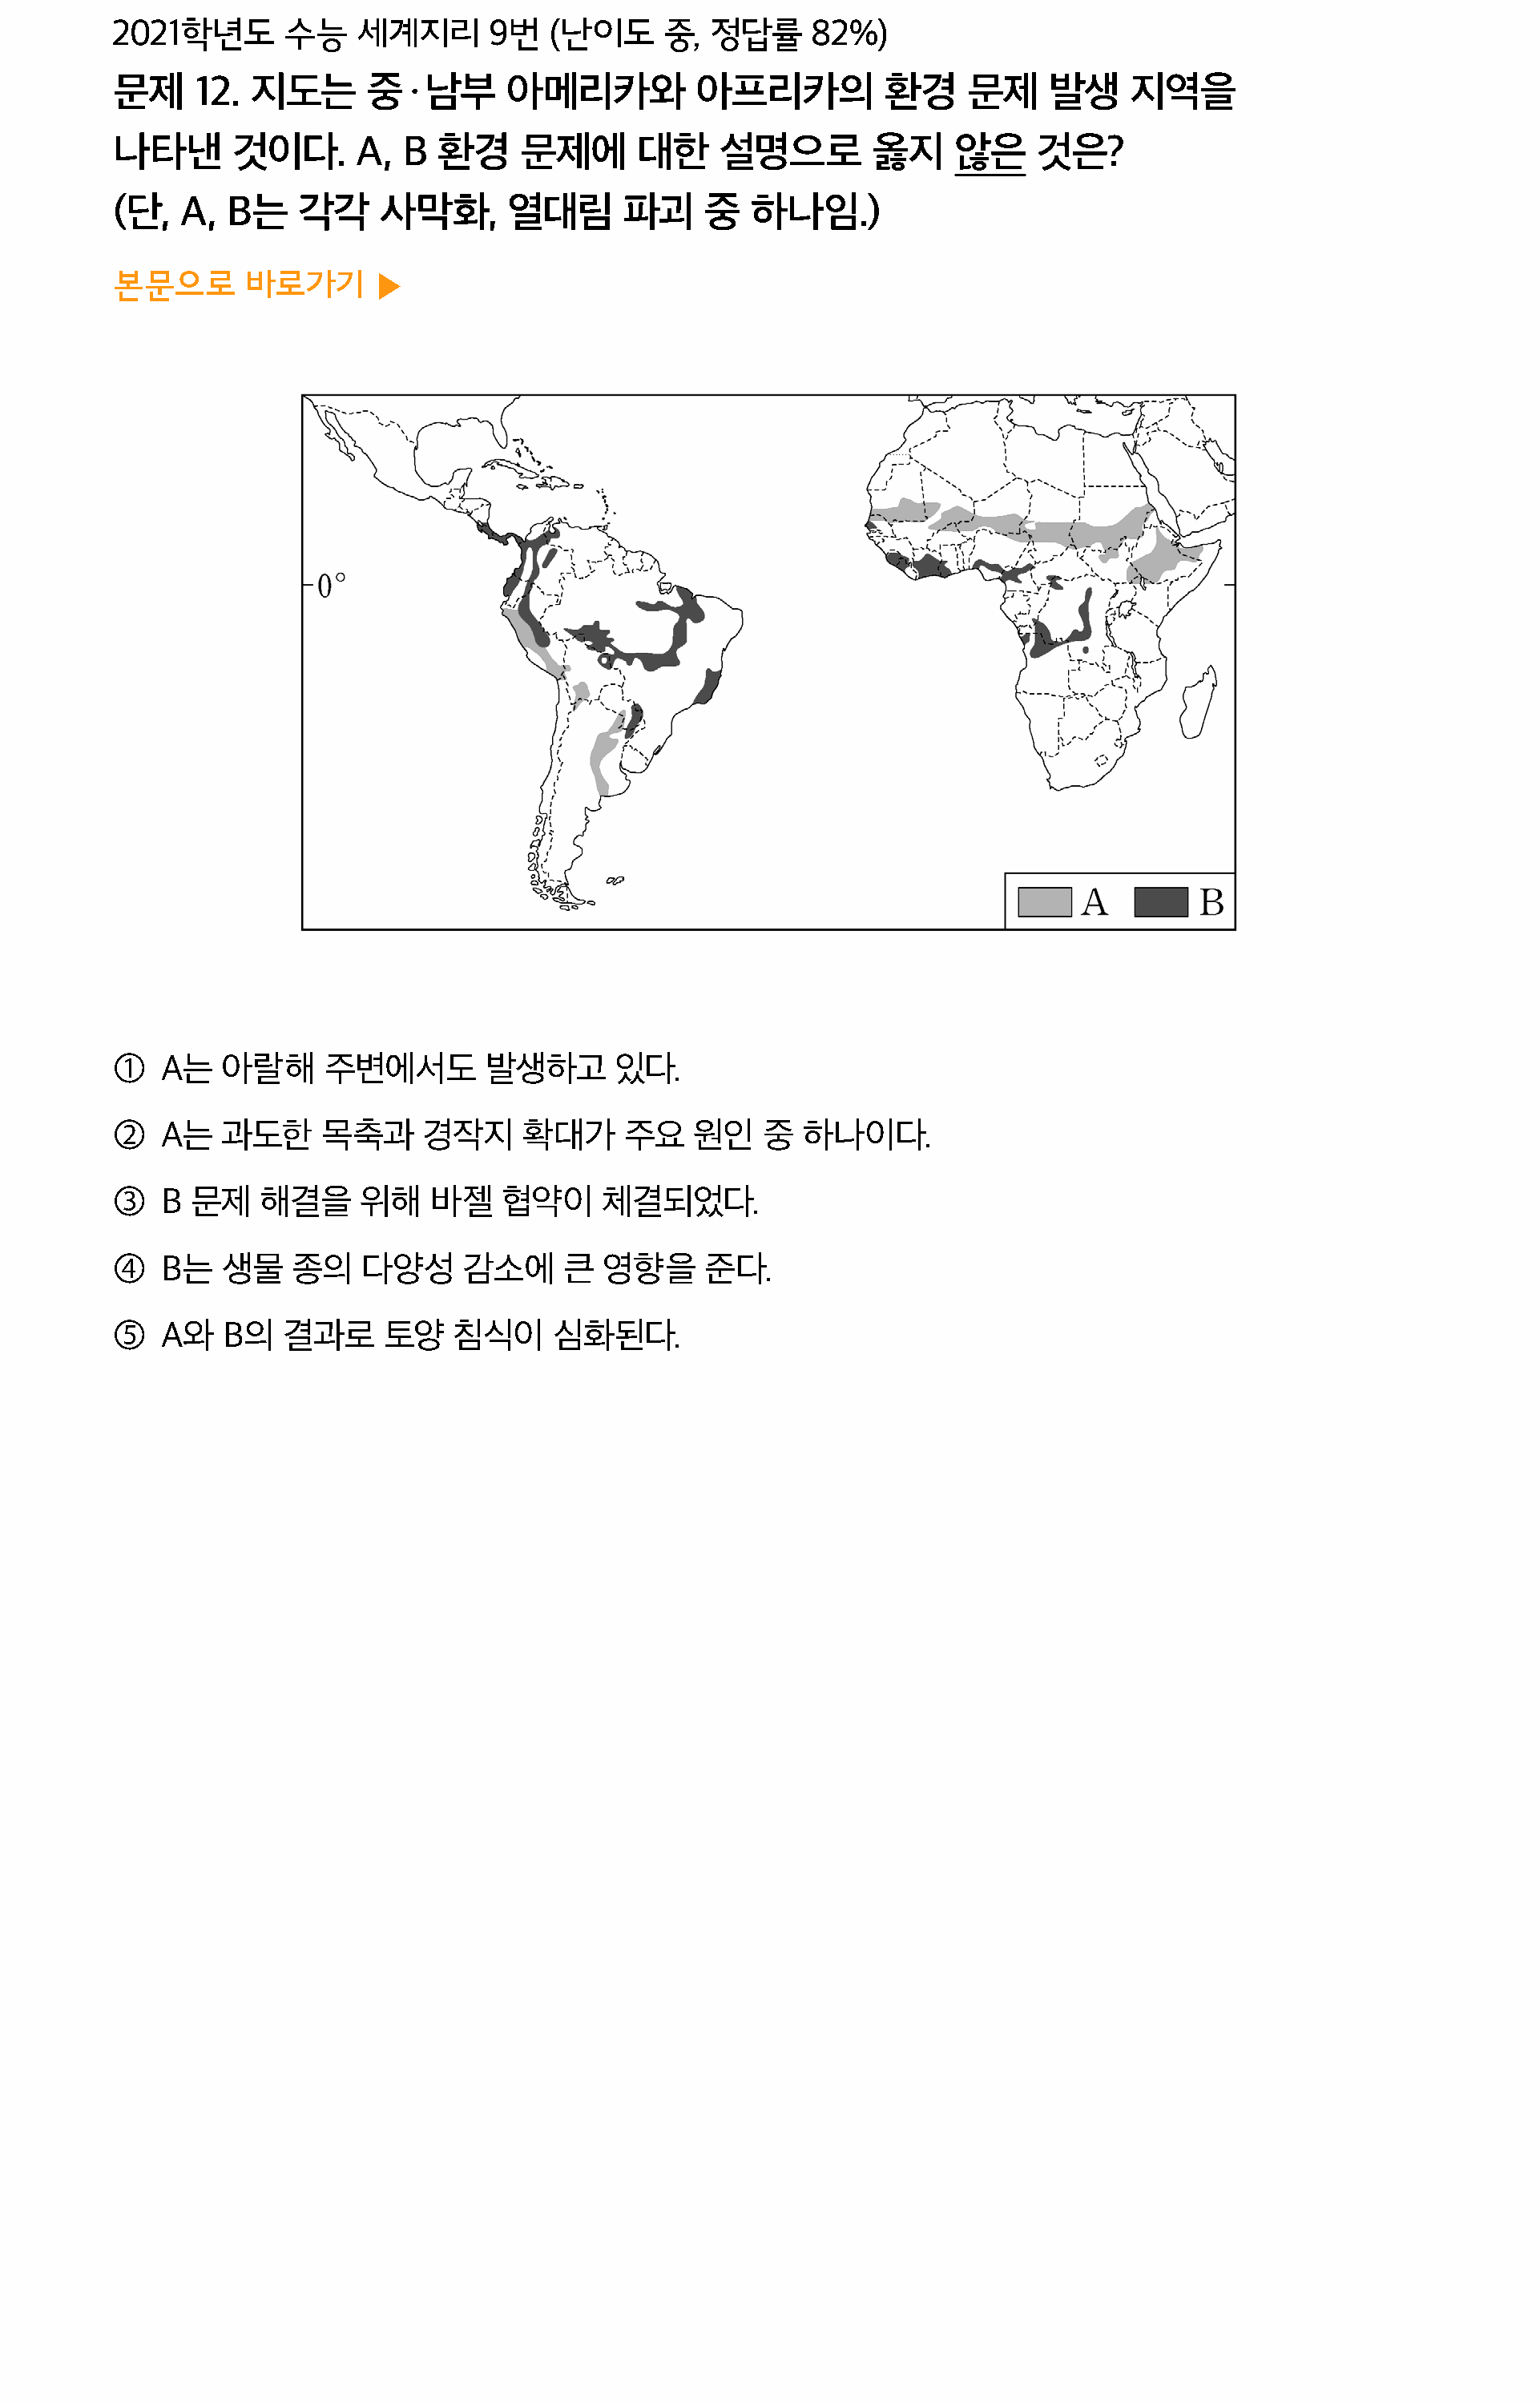 2021학년도 수능 세계지리 9번 (난이도 중, 정답률 82%)
문제 12. 지도는 중·남부 아메리카와 아프리카의 환경 문제 발생 지역을
나타낸 것이다. A, B 환경 문제에 대한 설명으로 옳지 않은 것은?
(단, A, B는 각각 사막화, 열대림 파괴 중 하나임.)
본문으로 바로가기 ▶
0°
A B
① A는 아랄해 주변에서도 발생하고 있다.
② A는 과도한 목축과 경작지 확대가 주요 원인 중 하나이다.
③ B 문제 해결을 위해 바젤 협약이 체결되었다.
④ B는 생물 종의 다양성 감소에 큰 영향을 준다.
⑤ A와 B의 결과로 토양 침식이 심화된다.